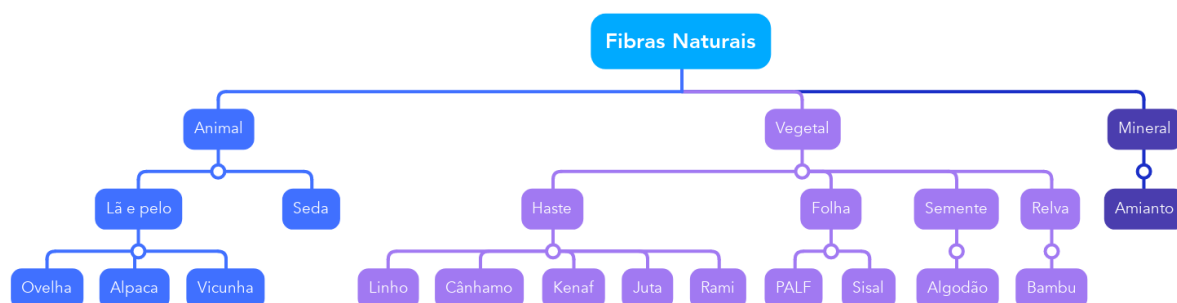 Fibras Naturais
Animal
Vegetal
Mineral
Lã e pelo
Seda
Haste
Folha
Semente
Relva
Amianto
Ovelha
Alpaca
Vicunha
Linho
Cânhamo
Kenaf
Juta
Rami
PALF
Sisal
Algodão
Bambu